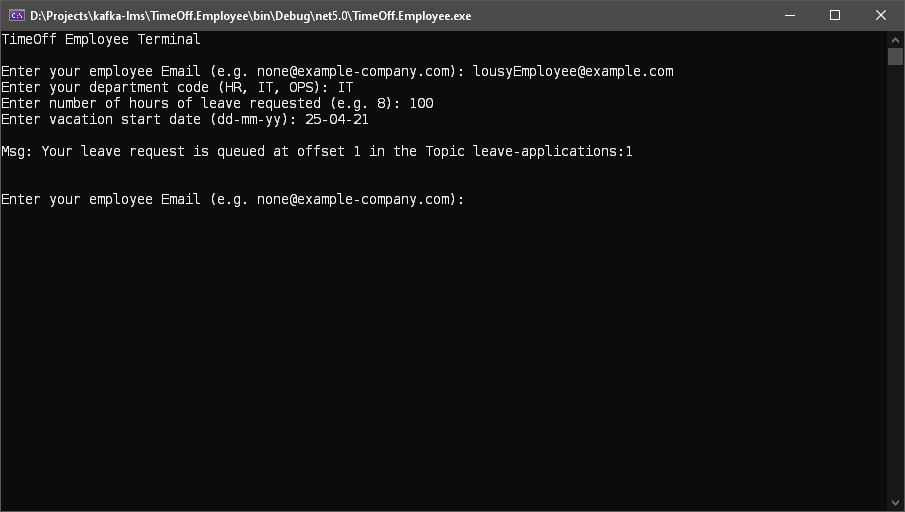 D:\Projects\kafka-lms\TimeOff.Employee\bin\Debug\net5.0\TimeOff.Employee.exe
TimeOff Employee Terminal
Enter your employee Email (e.g. none@example-company.com): lousyEmployee@example.com
Enter your department code (HR, IT, OPS): IT
Enter number of hours of leave requested (e.g. 8): 100
Enter vacation start date (dd-mm-yy): 25-04-21
Msg: Your leave request is queued at offset 1 in the Topic leave-applications:1
Enter your employee Email (e.g. none@example-company.com):